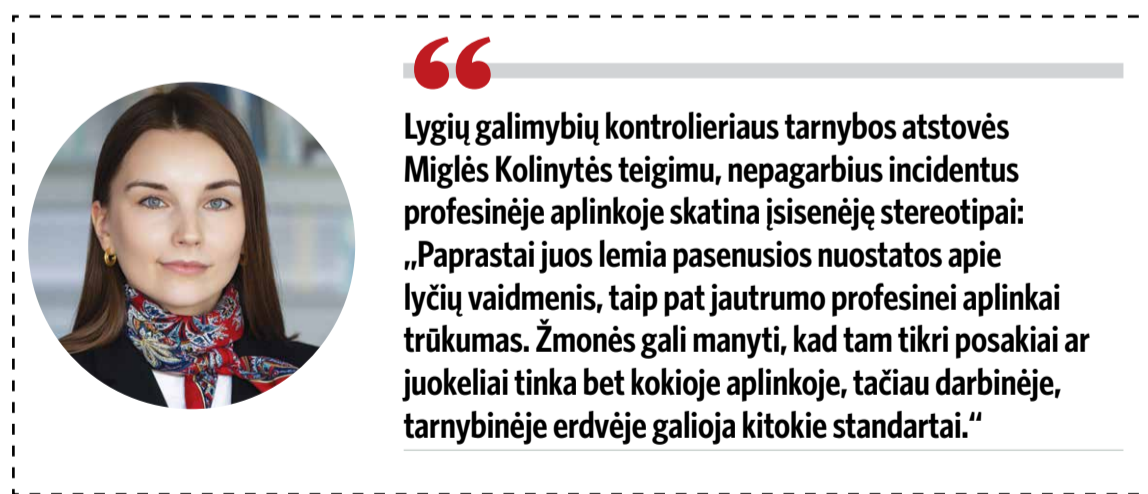 Lygių galimybių kontrolieriaus tarnybos atstovės
Miglės Kolinytės teigimu, nepagarbius incidentus
profesinėje aplinkoje skatina įsisenėję stereotipai:
„Paprastai juos lemia pasenusios nuostatos apie
lyčių vaidmenis, taip pat jautrumo profesinei aplinkai
trūkumas. Žmonės gali manyti, kad tam tikri posakiai ar
juokeliai tinka bet kokioje aplinkoje, tačiau darbinėje,
tarnybinėje erdvėje galioja kitokie standartai.“